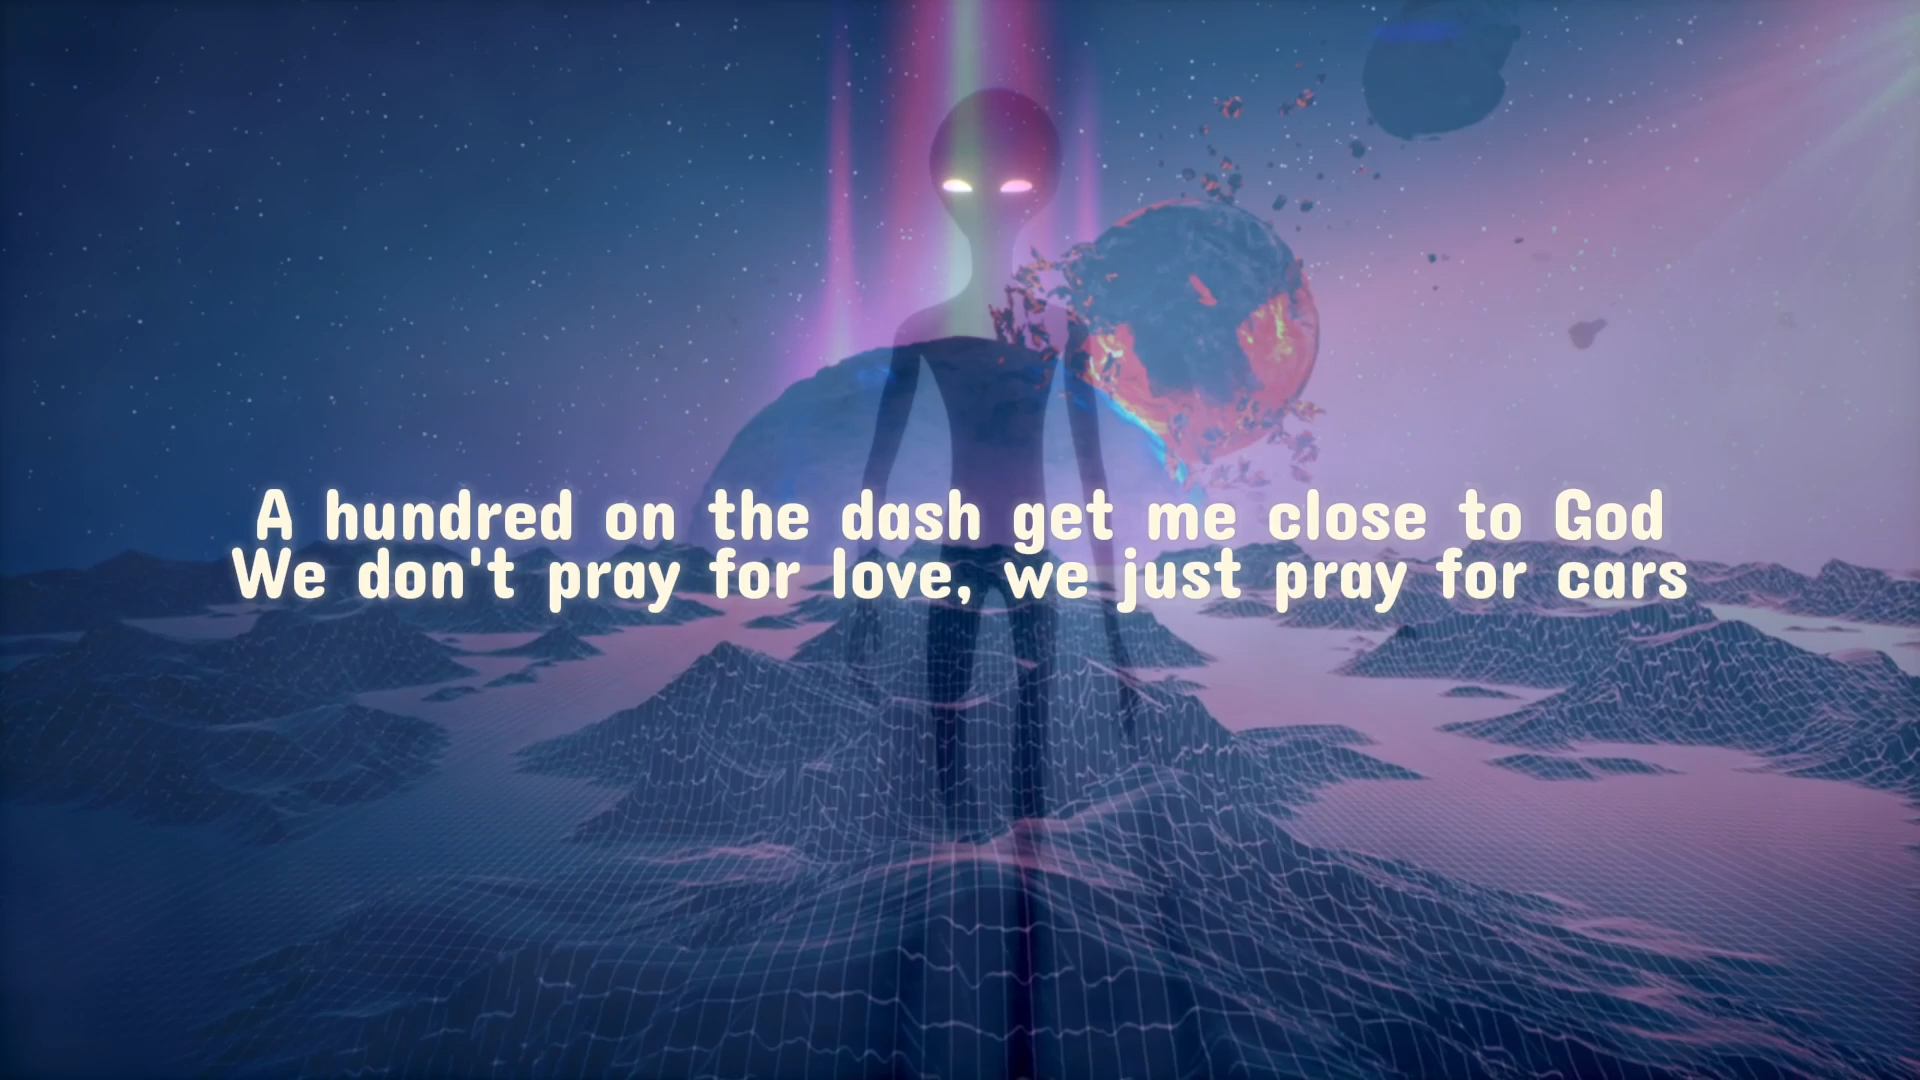 A hundred on the dash get me close to God
We don't pray for love, we just pray for cars